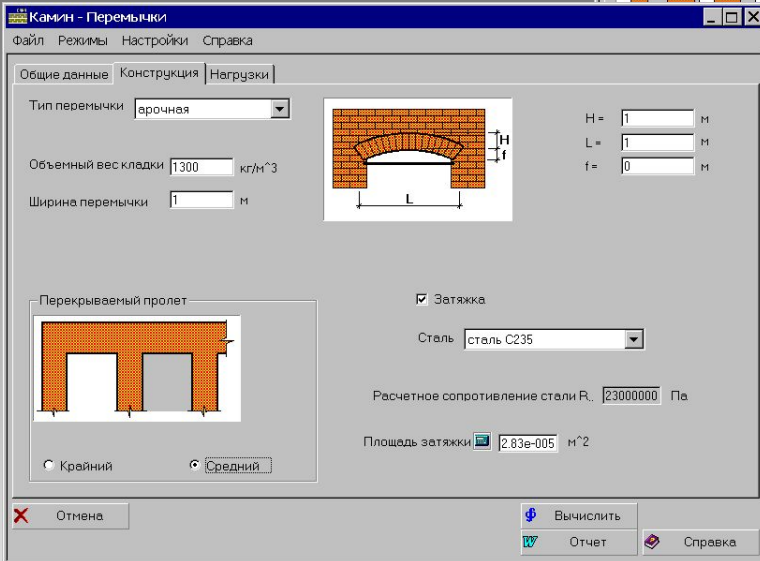 Камин - Перемычки
Файл Режимы Настройки Справка
Общие данные Конструкция Нагрузки
Тип перемычки арочная
H = 1 м
L = 1 м
f = 0 м
H
f
L
Объемный вес кладки 1300 кг/м^3
Ширина перемычки 1 м
Перекрываемый пролет
Затяжка
Сталь сталь С235
Расчетное сопротивление стали R.. 23000000 Па
Площадь затяжки 2.83e-005 м^2
Крайний Средний
Отмена Вычислить
Отчет Справка